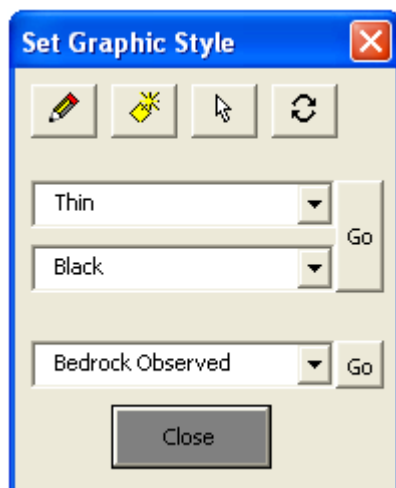 Set Graphic Style
Thin
Go
Black
Bedrock Observed
Go
Close